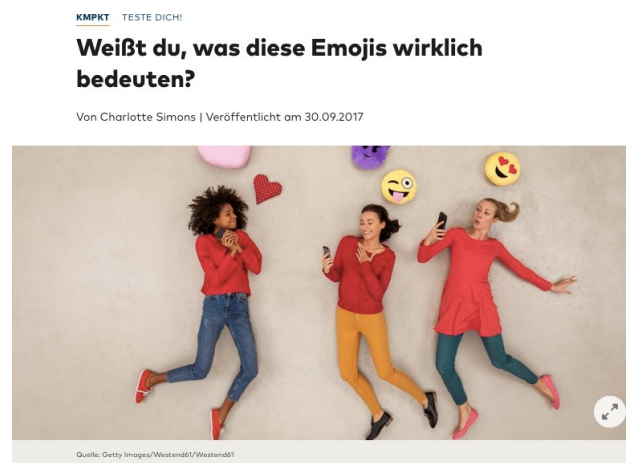 KMPKT TESTE DICH!
Weißt du, was diese Emojis wirklich
bedeuten?
Von Charlotte Simons | Veröffentlicht am 30.09.2017
Quelle: Getty Images/Westend61/Westend61